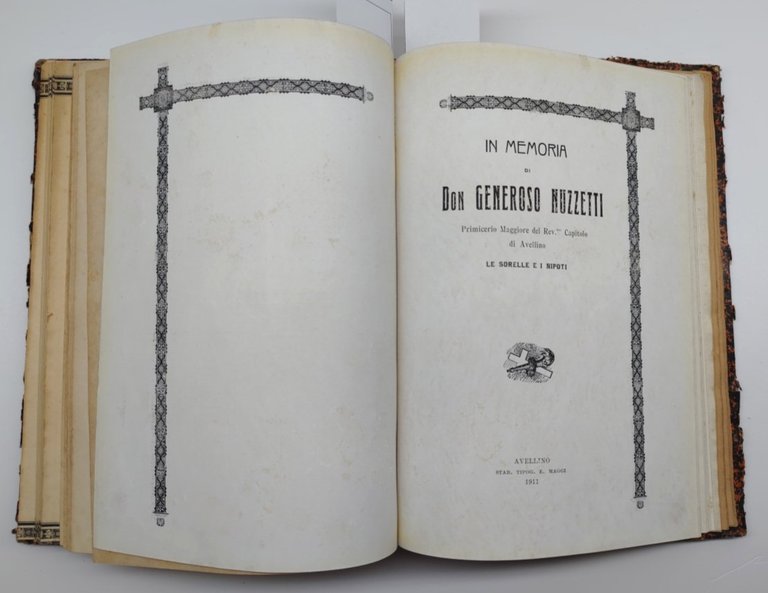 IN MEMORIA
DI
DON GENEROSO NUZZETTI
Primicerio Maggiore del Rev.mo Capitolo
di Avellino
LE SORELLE E I NIPOTI
AVELLINO
STAB. TIPOG. E. MAGGI
1911